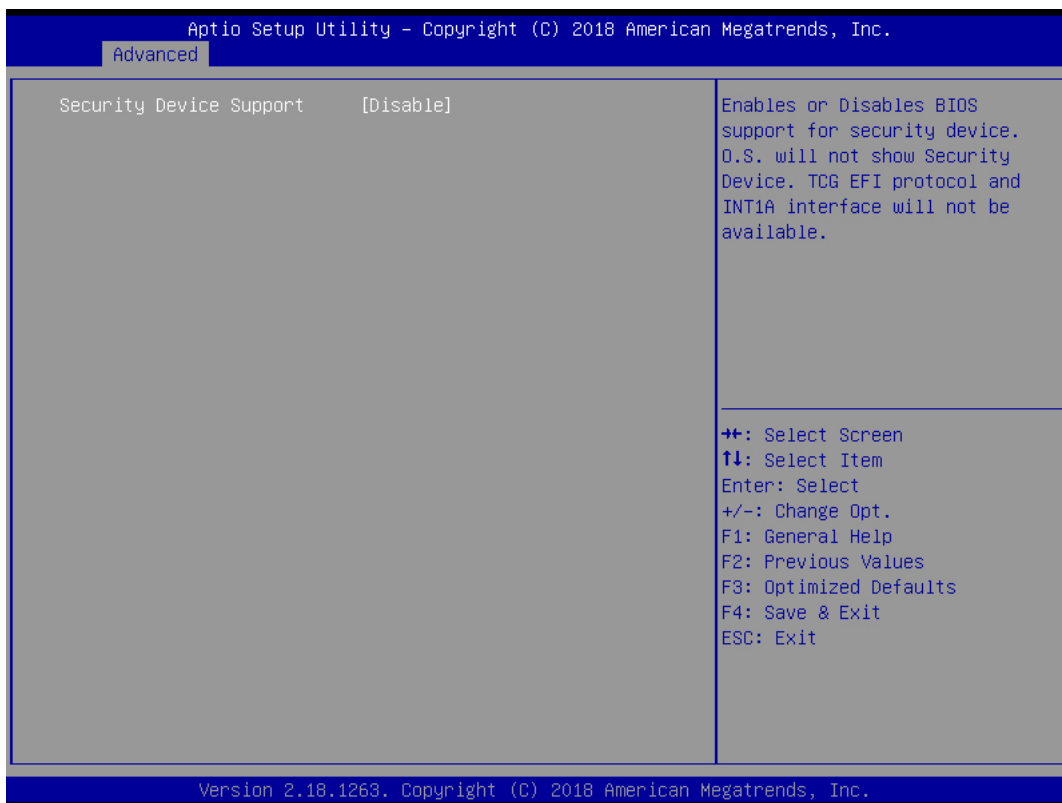 Aptio Setup Utility – Copyright (C) 2018 American Megatrends, Inc.
Advanced
Security Device Support [Disable]
Enables or Disables BIOS
support for security device.
O.S. will not show Security
Device. TCG EFI protocol and
INT1A interface will not be
available.
→←: Select Screen
↑↓: Select Item
Enter: Select
+/-: Change Opt.
F1: General Help
F2: Previous Values
F3: Optimized Defaults
F4: Save & Exit
ESC: Exit
Version 2.18.1263. Copyright (C) 2018 American Megatrends, Inc.